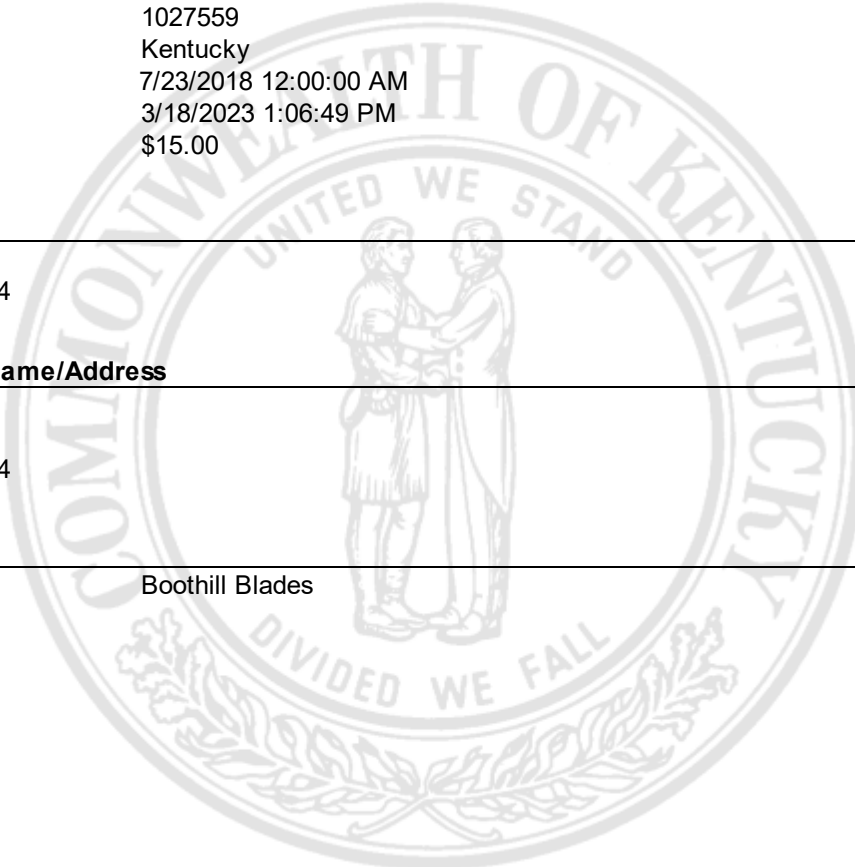 1027559
Kentucky
7/23/2018 12:00:00 AM
3/18/2023 1:06:49 PM
$15.00
COMMONWEALTH OF KENTUCKY
UNITED WE STAND
4
ame/Address
4
Boothill Blades
DIVIDED WE FALL